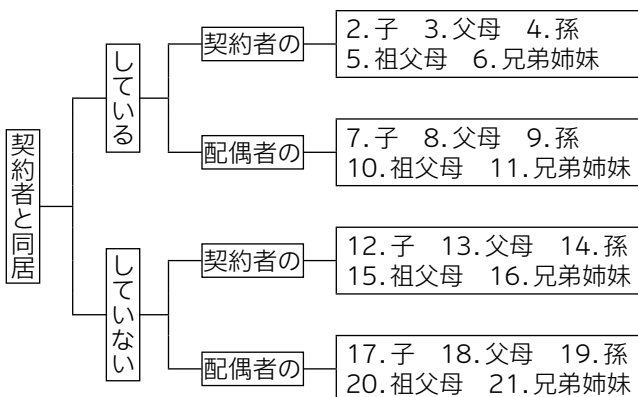 契約者と同居
している
契約者の
2.子 3.父母 4.孫
5.祖父母 6.兄弟姉妹
配偶者の
7.子 8.父母 9.孫
10.祖父母 11.兄弟姉妹
していない
契約者の
12.子 13.父母 14.孫
15.祖父母 16.兄弟姉妹
配偶者の
17.子 18.父母 19.孫
20.祖父母 21.兄弟姉妹